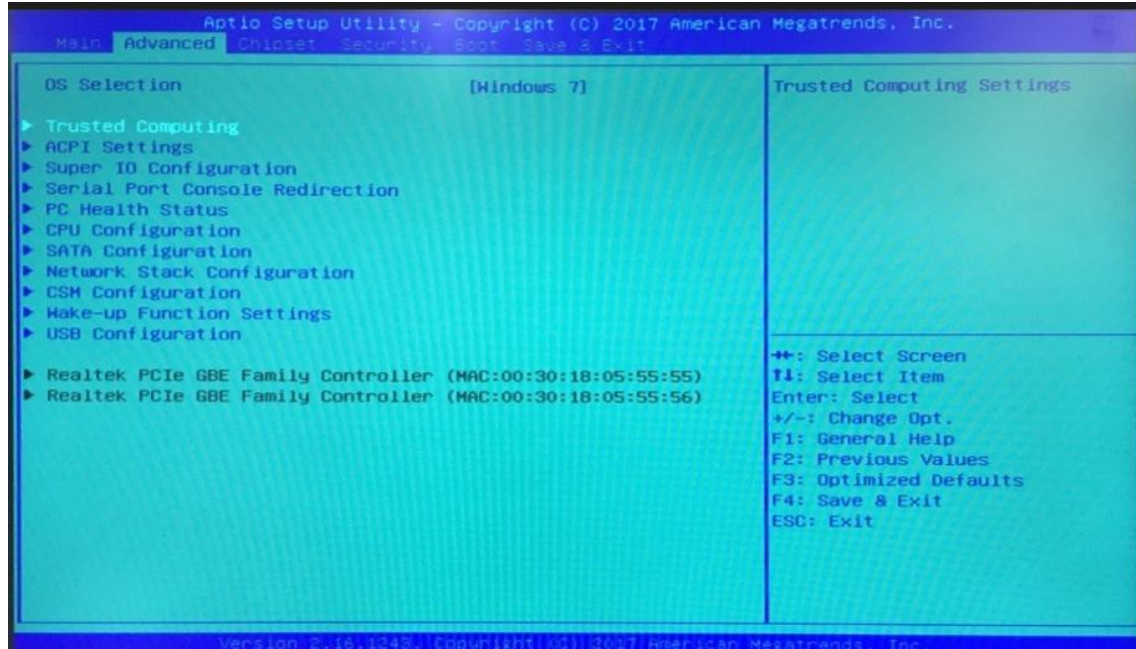 Aptio Setup Utility - Copyright (C) 2017 American Megatrends, Inc.
Main Advanced Chipset Security Boot Save & Exit
OS Selection [Windows 7]
Trusted Computing Settings
► Trusted Computing
► ACPI Settings
► Super IO Configuration
► Serial Port Console Redirection
► PC Health Status
► CPU Configuration
► SATA Configuration
► Network Stack Configuration
► CSM Configuration
► Wake-up Function Settings
► USB Configuration
► Realtek PCIe GBE Family Controller (MAC:00:30:18:05:55:55)
► Realtek PCIe GBE Family Controller (MAC:00:30:18:05:55:56)
→←: Select Screen
↑↓: Select Item
Enter: Select
+/-: Change Opt.
F1: General Help
F2: Previous Values
F3: Optimized Defaults
F4: Save & Exit
ESC: Exit
Version Copyright (C) American Megatrends, Inc.